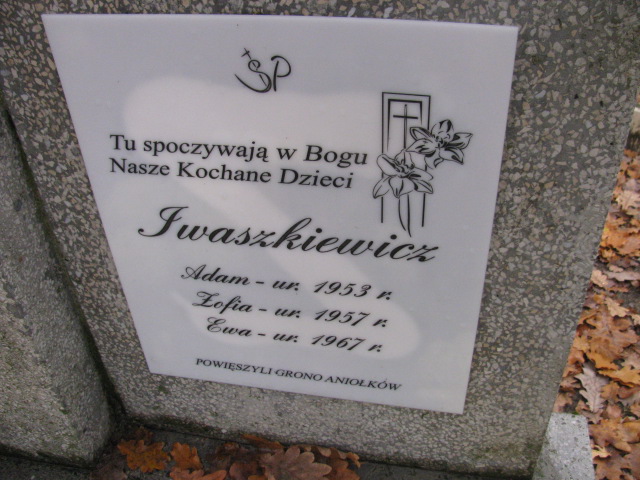 ŚP
Tu spoczywają w Bogu
Nasze Kochane Dzieci
Iwaszkiewicz
Adam - ur. 1953 r.
Zofia - ur. 1957 r.
Ewa - ur. 1967 r.
POWIĘSZYLI GRONO ANIOŁKÓW